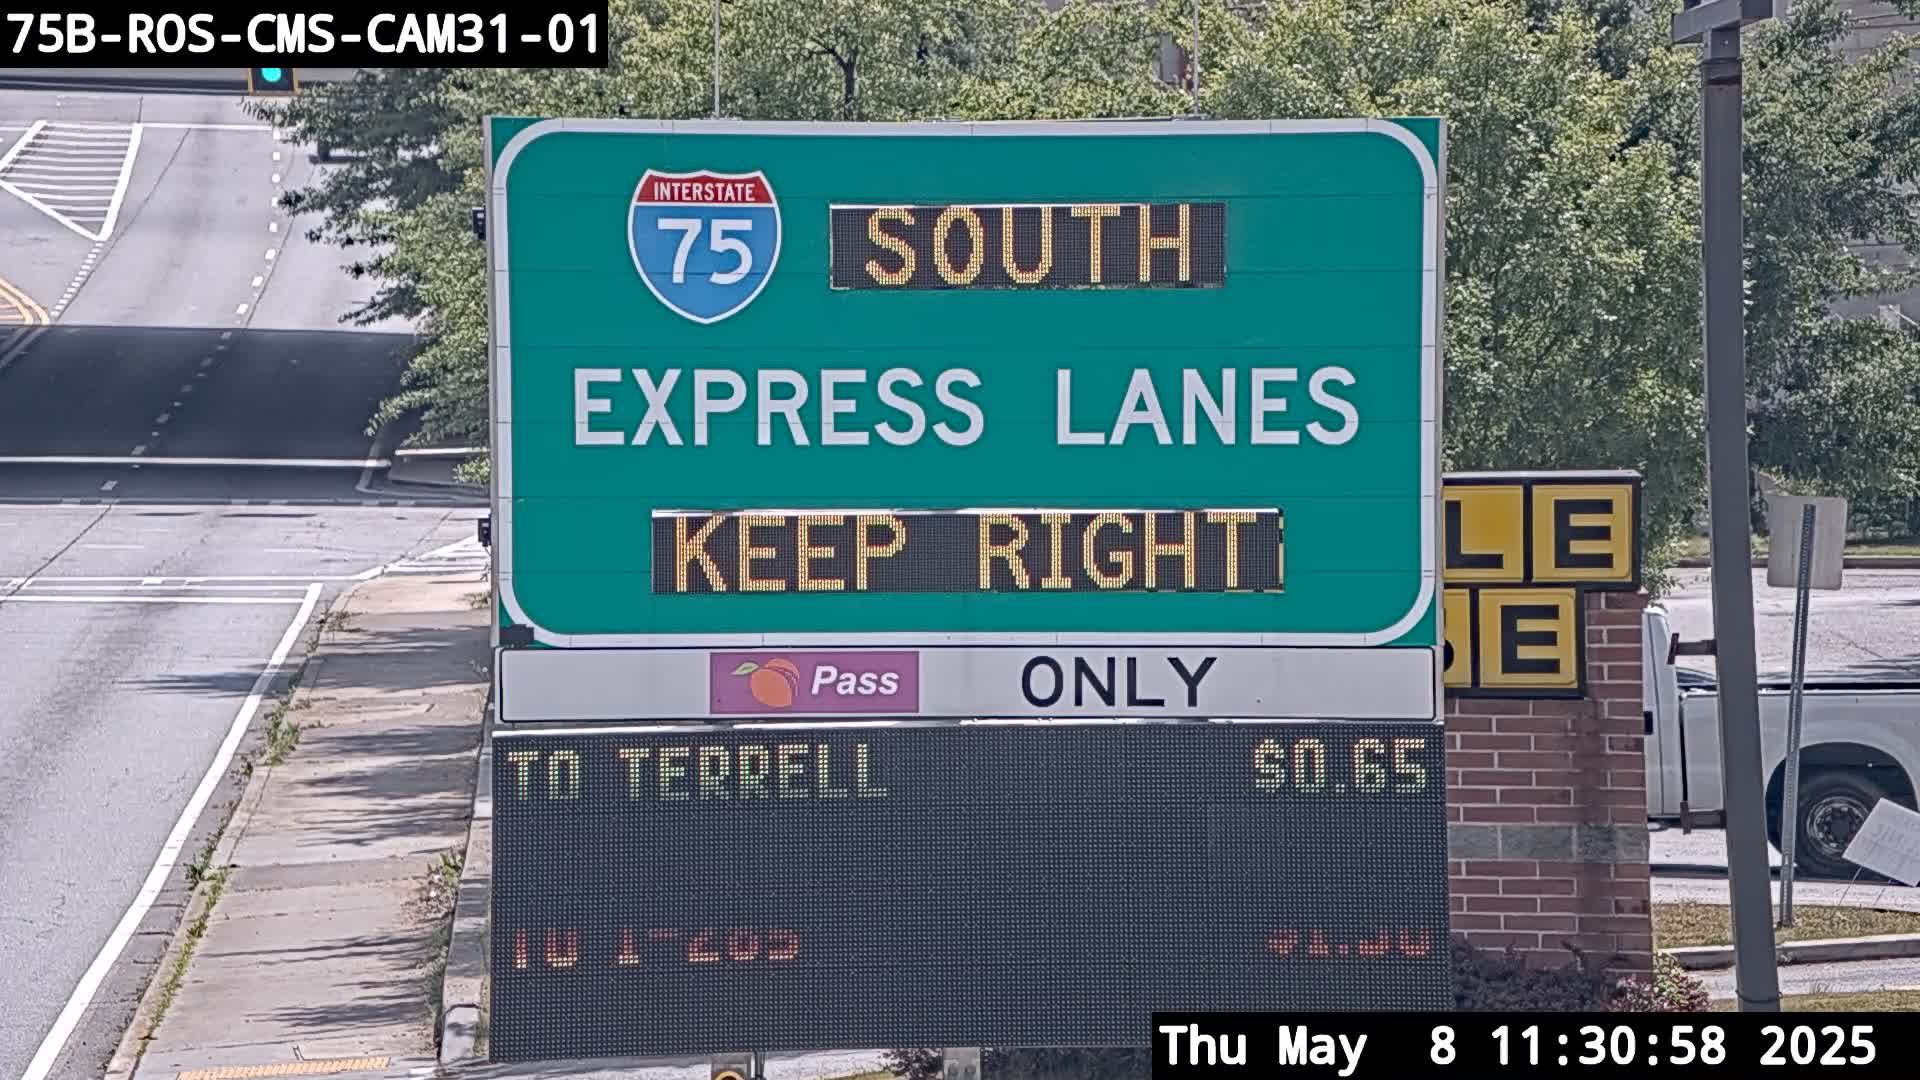 75B-ROS-CMS-CAM31-01
INTERSTATE
75
SOUTH
EXPRESS LANES
KEEP RIGHT
LE
E
Pass ONLY
TO TERRELL $0.65
Thu May 8 11:30:58 2025